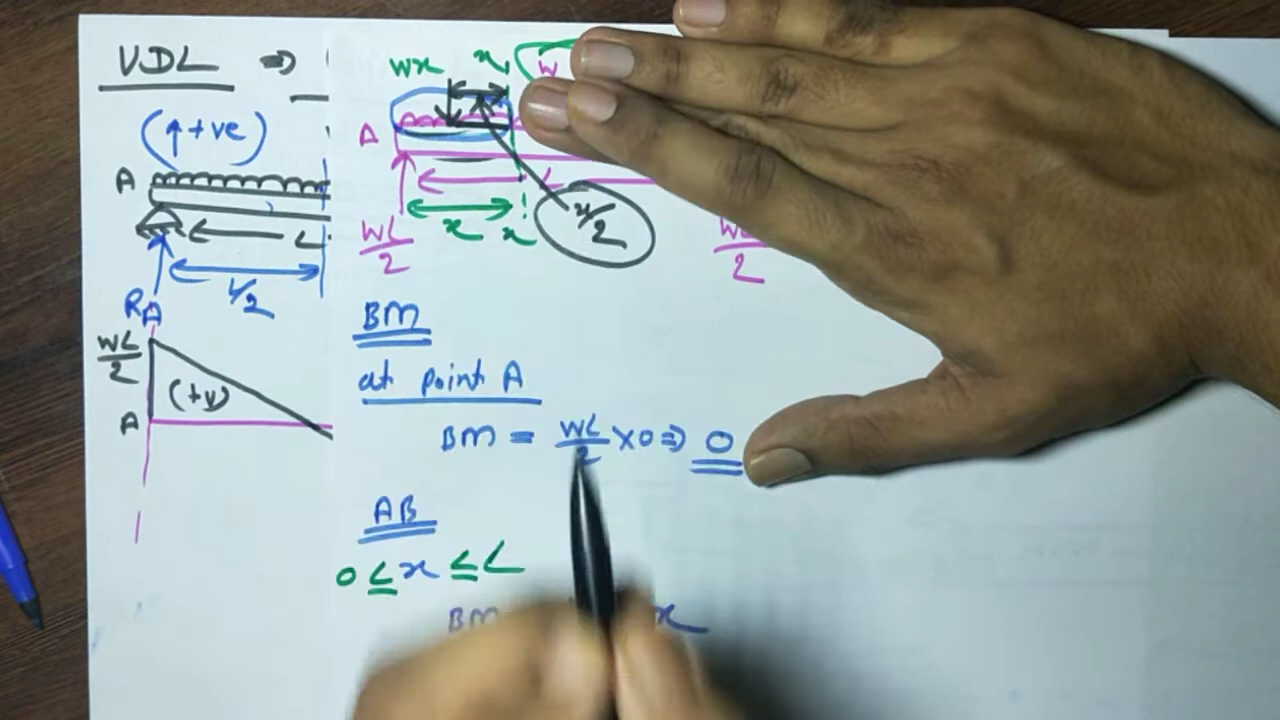 UDL ⇒
(↑+ve)
A
L
L/2
RA
WL/2
(+v)
A
Wx x/2
W
A
L
x x
x/2
WL/2 WL/2
BM
at point A
BM = WL/2 × 0 ⇒ 0
AB
0 ≤ x ≤ L
BM x